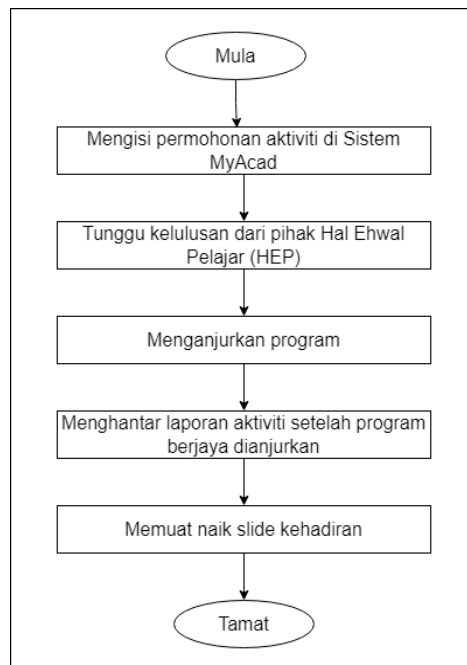 Mula
Mengisi permohonan aktiviti di Sistem
MyAcad
Tunggu kelulusan dari pihak Hal Ehwal
Pelajar (HEP)
Menganjurkan program
Menghantar laporan aktiviti setelah program
berjaya dianjurkan
Memuat naik slide kehadiran
Tamat